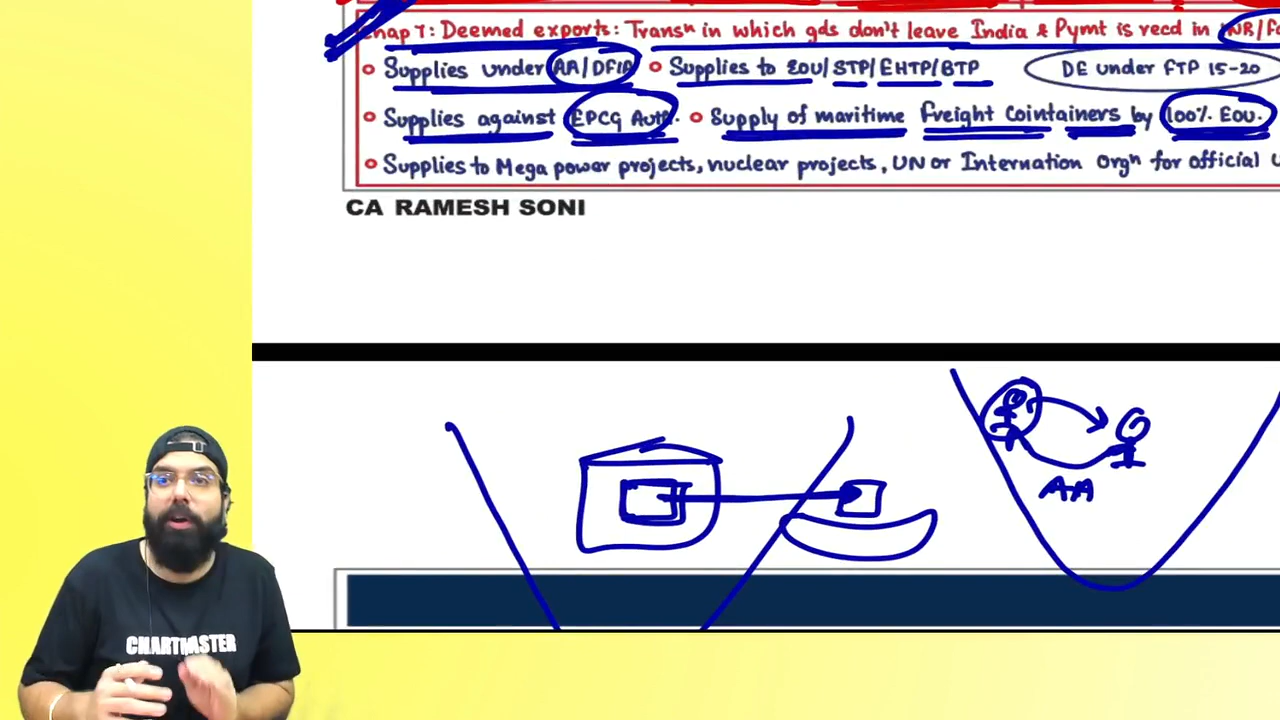 Chap 7: Deemed exports: Transⁿ in which gds don't leave India & Pymt is recd in INR/
Supplies under AA/DFIA Supplies to EOU/STP/EHTP/BTP DE under FTP 15-20
Supplies against EPCG Auth. Supply of maritime Freight Cointainers by 100% EOU.
Supplies to Mega power projects, nuclear projects, UN or Internation Orgⁿ for official
CA RAMESH SONI
AA
CHARTMASTER